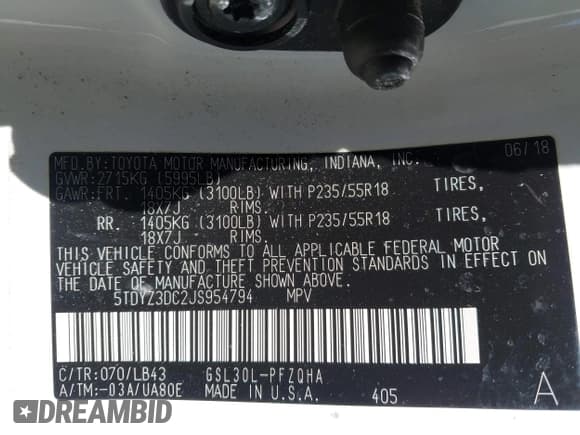 MFD. BY: TOYOTA MOTOR MANUFACTURING, INDIANA, INC. 06/18
GVWR: 2715KG (5995LB)
GAWR: FRT. 1405KG (3100LB) WITH P235/55R18 TIRES,
18X7J RIMS.
RR. 1405KG (3100LB) WITH P235/55R18 TIRES,
18X7J RIMS.
THIS VEHICLE CONFORMS TO ALL APPLICABLE FEDERAL MOTOR
VEHICLE SAFETY AND THEFT PREVENTION STANDARDS IN EFFECT ON
THE DATE OF MANUFACTURE SHOWN ABOVE.
5TDYZ3DC2JS954794 MPV
C/TR: 070/LB43 GSL30L-PFZQHA
A/TM: -03A/UA80E MADE IN U.S.A. 405 A
DREAMBID